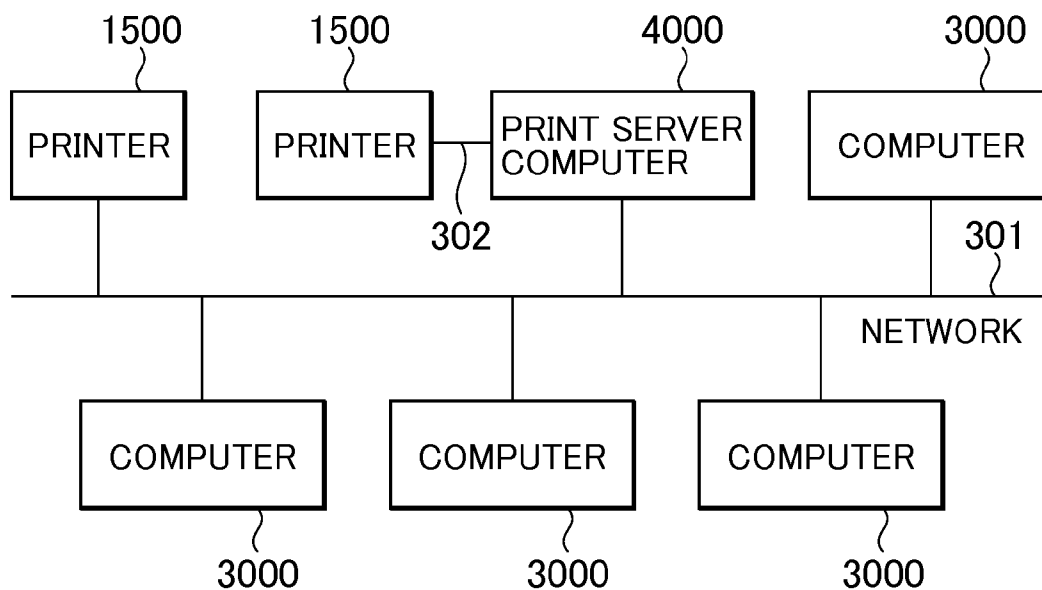 1500 1500 4000 3000
PRINTER PRINTER PRINT SERVER COMPUTER
COMPUTER
302 301
NETWORK
COMPUTER COMPUTER COMPUTER
3000 3000 3000